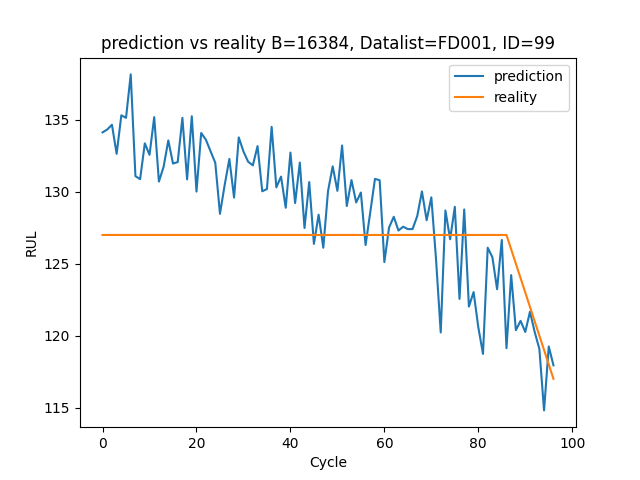 prediction vs reality B=16384, Datalist=FD001, ID=99
prediction
reality
135
130
125
120
115
RUL
0
20
40
60
80
100
Cycle